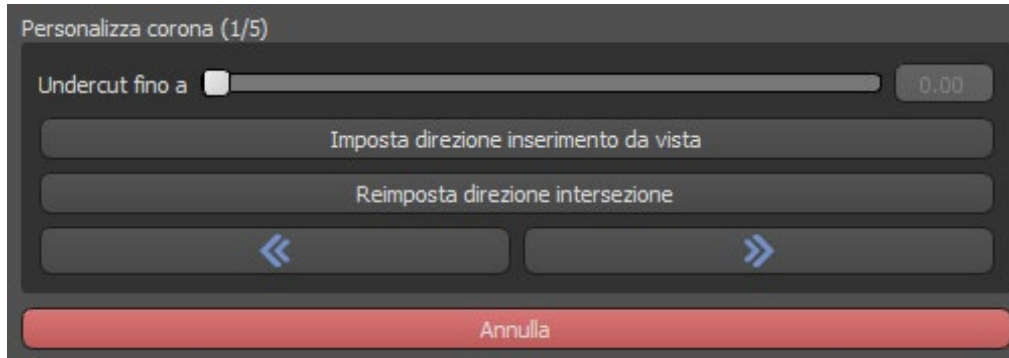 Personalizza corona (1/5)
Undercut fino a 0.00
Imposta direzione inserimento da vista
Reimposta direzione intersezione
Annulla